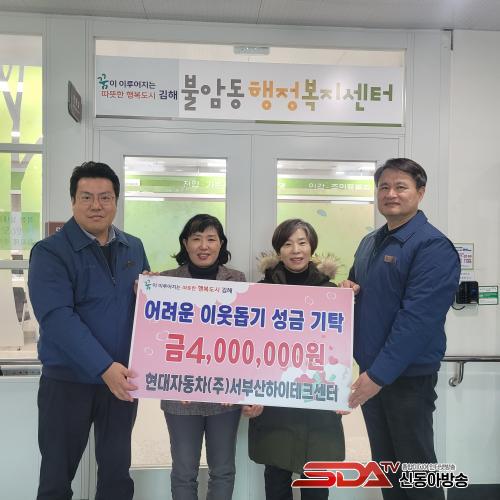 꿈이 이루어지는
따뜻한 행복도시 김해
불암동 행정복지센터
꿈이 이루어지는 따뜻한 행복도시 김해
어려운 이웃돕기 성금 기탁
금4,000,000원
현대자동차(주)서부산하이테크센터
SDATV
신동아방송